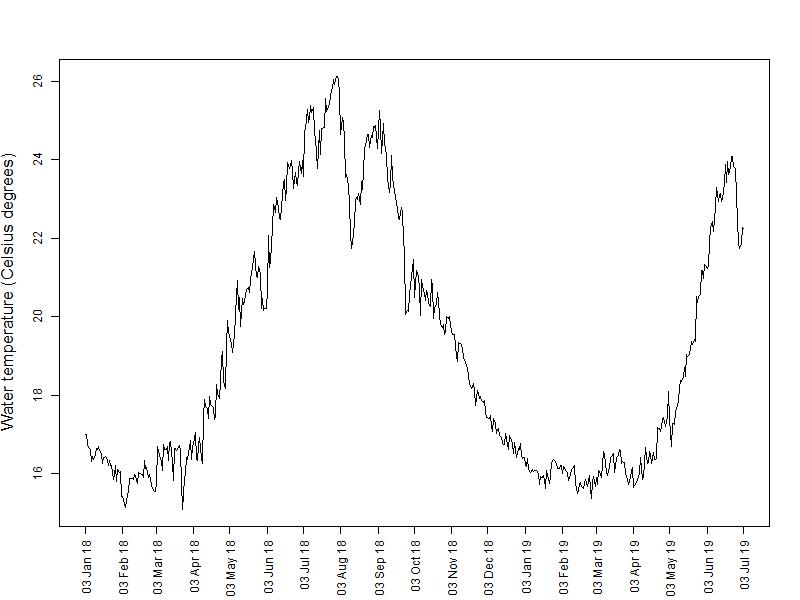 Water temperature (Celsius degrees)
26
24
22
20
18
16
03 Jan 18
03 Feb 18
03 Mar 18
03 Apr 18
03 May 18
03 Jun 18
03 Jul 18
03 Aug 18
03 Sep 18
03 Oct 18
03 Nov 18
03 Dec 18
03 Jan 19
03 Feb 19
03 Mar 19
03 Apr 19
03 May 19
03 Jun 19
03 Jul 19